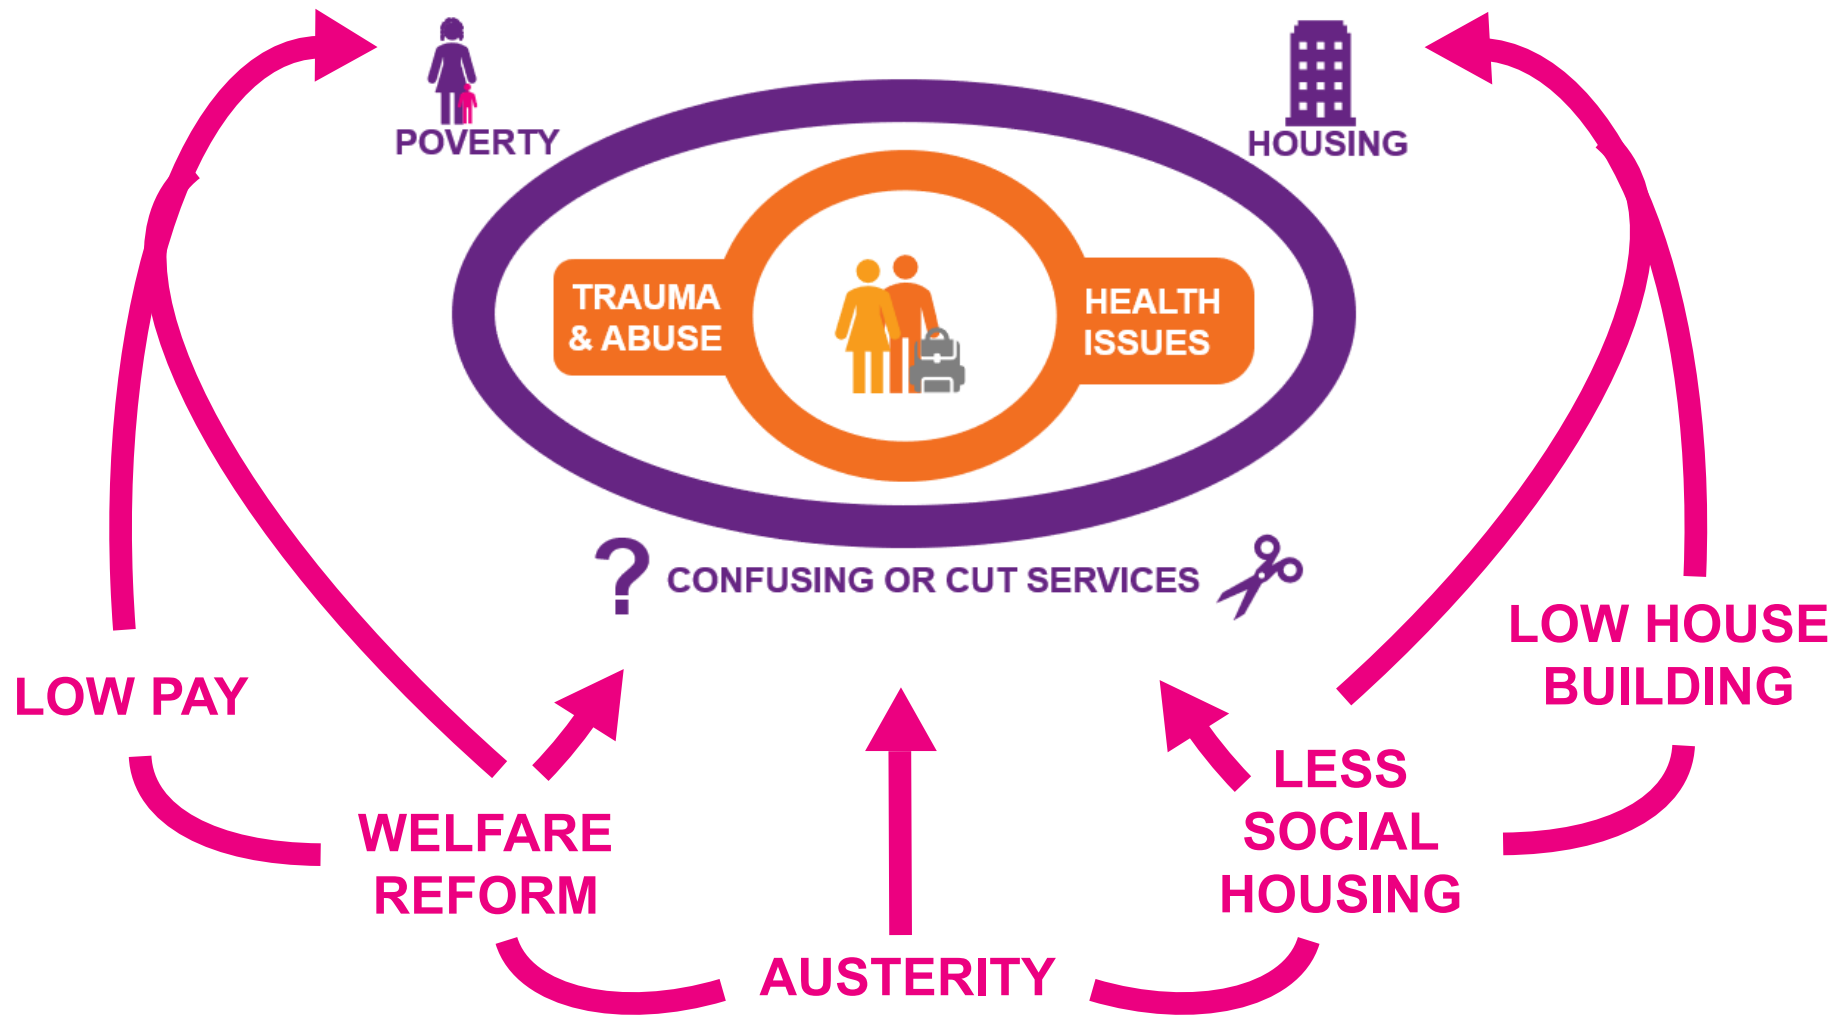 POVERTY
HOUSING
TRAUMA
& ABUSE
HEALTH
ISSUES
? CONFUSING OR CUT SERVICES
LOW PAY
LOW HOUSE
BUILDING
WELFARE
REFORM
LESS
SOCIAL
HOUSING
AUSTERITY